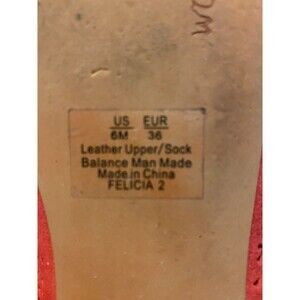 US EUR
6M 36
Leather Upper/Sock
Balance Man Made
Made in China
FELICIA 2